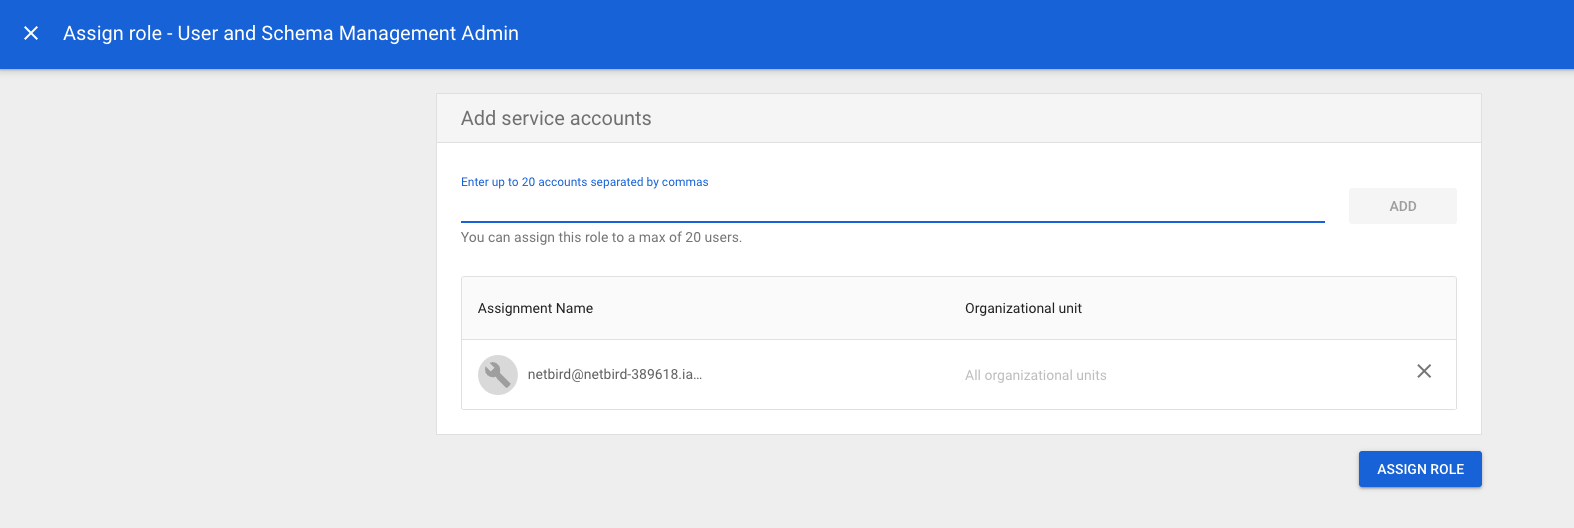 Assign role - User and Schema Management Admin
Add service accounts
Enter up to 20 accounts separated by commas
ADD
You can assign this role to a max of 20 users.
Assignment Name Organizational unit
netbird@netbird-389618.ia... All organizational units
ASSIGN ROLE